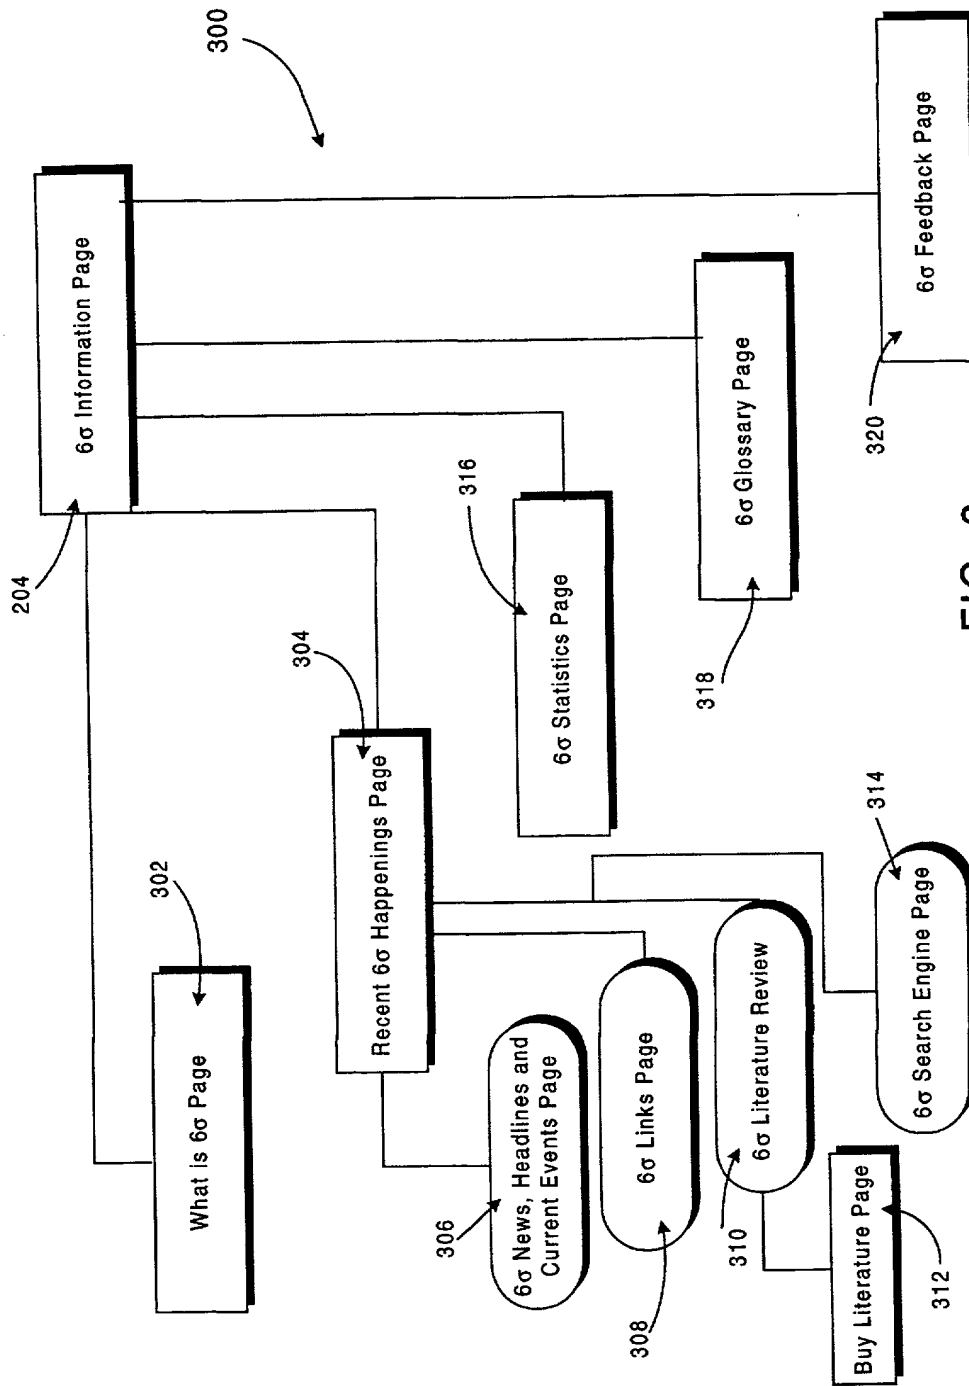 300
6σ Information Page
204
What is 6σ Page
302
Recent 6σ Happenings Page
304
6σ News, Headlines and
Current Events Page
306
6σ Links Page
308
6σ Literature Review
310
Buy Literature Page
312
6σ Search Engine Page
314
6σ Statistics Page
316
6σ Glossary Page
318
6σ Feedback Page
320
FIG.